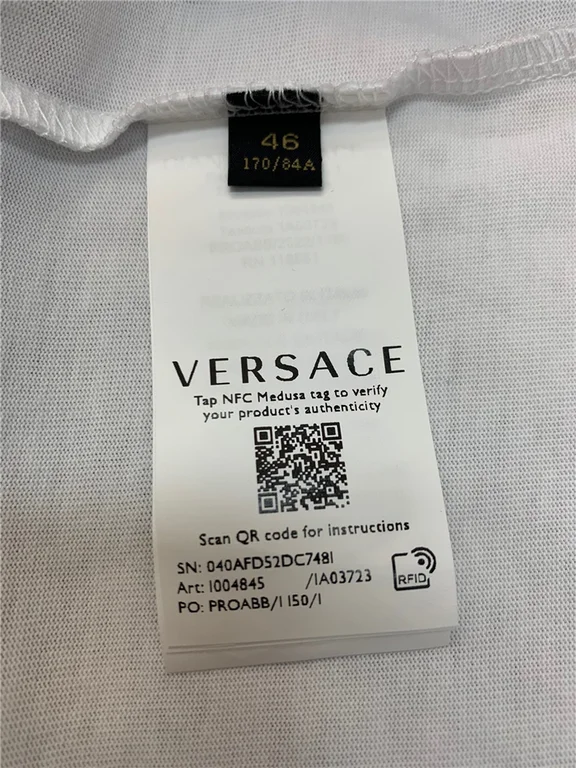 46
170/84A
VERSACE
Tap NFC Medusa tag to verify
your product's authenticity
Scan QR code for instructions
SN: 040AFD52DC7481
Art: 1004845 /1A03723
PO: PROABB/1150/1
RFID